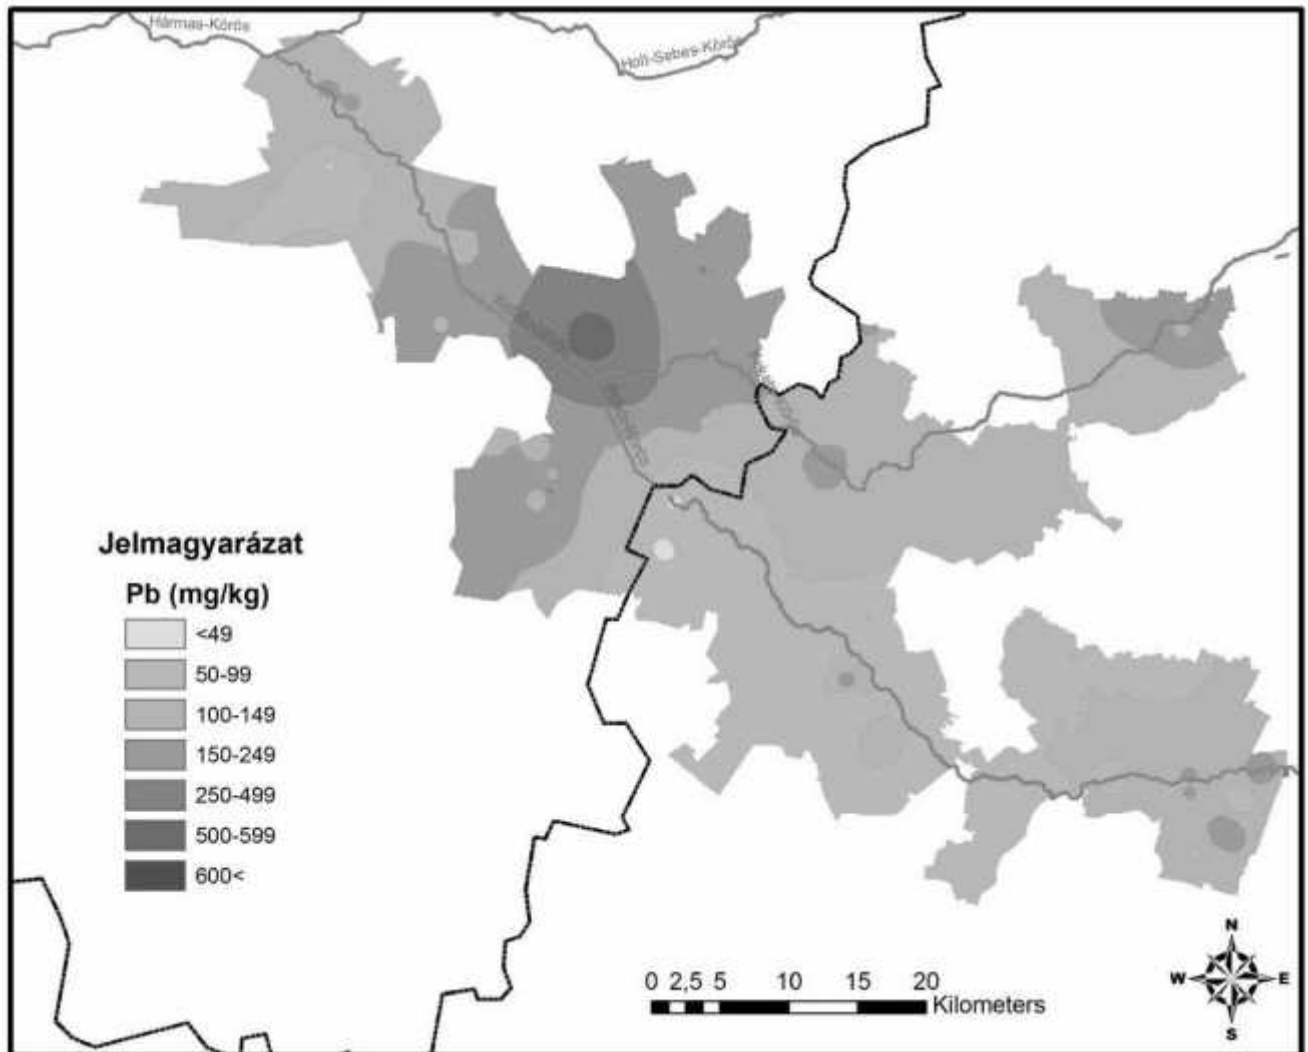 Hármas-Körös
Holt-Sebes-Körös
Jelmagyarázat
Pb (mg/kg)
<49
50-99
100-149
150-249
250-499
500-599
600<
N
W E
S
0 2,5 5 10 15 20
Kilometers